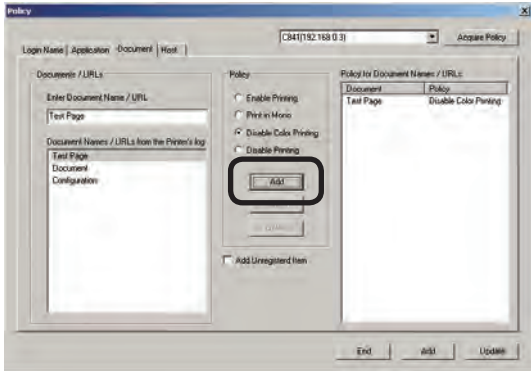 Policy
C841(192.168.0.3)
Acquire Policy
Login Name
Application
Document
Host
Documents / URLs
Enter Document Name / URL
Test Page
Document Names / URLs from the Printer's log
Test Page
Document
Configuration
Policy
Enable Printing
Print in Mono
Disable Color Printing
Disable Printing
Add
Add Unregisterd Item
Policy for Document Names / URLs
Document Policy
Test Page Disable Color Printing
End
Add
Update